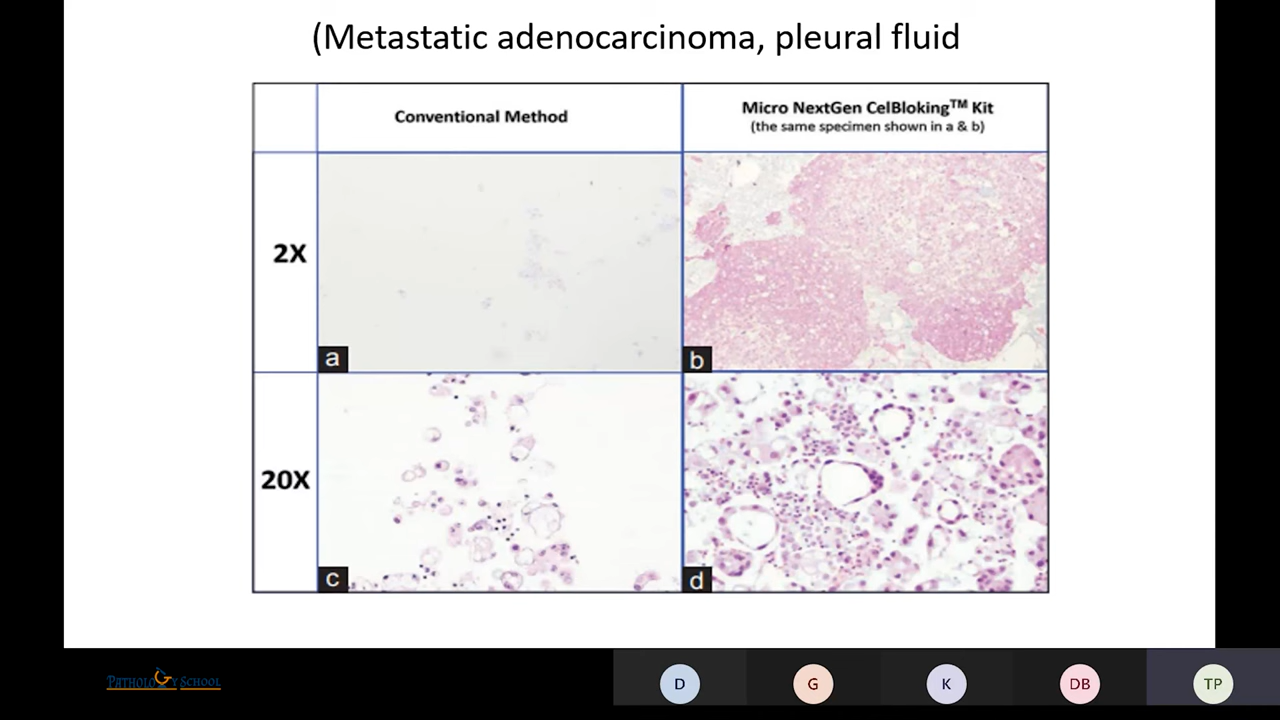 (Metastatic adenocarcinoma, pleural fluid
Conventional Method
Micro NextGen CelBloking™ Kit
(the same specimen shown in a & b)
2X
a
b
20X
c
d
PATHOLOGY SCHOOL
D
G
K
DB
TP